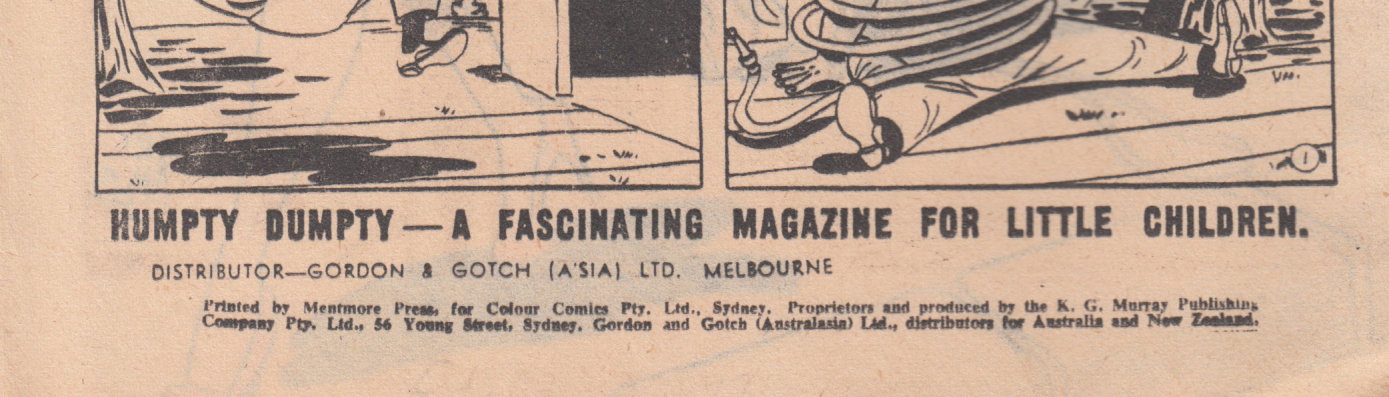 1
HUMPTY DUMPTY — A FASCINATING MAGAZINE FOR LITTLE CHILDREN.
DISTRIBUTOR—GORDON & GOTCH (A'SIA) LTD. MELBOURNE
Printed by Mentmore Press, for Colour Comics Pty. Ltd., Sydney. Proprietors and produced by the K. G. Murray Publishing
Company Pty. Ltd., 56 Young Street, Sydney. Gordon and Gotch (Australasia) Ltd., distributors for Australia and New Zealand.